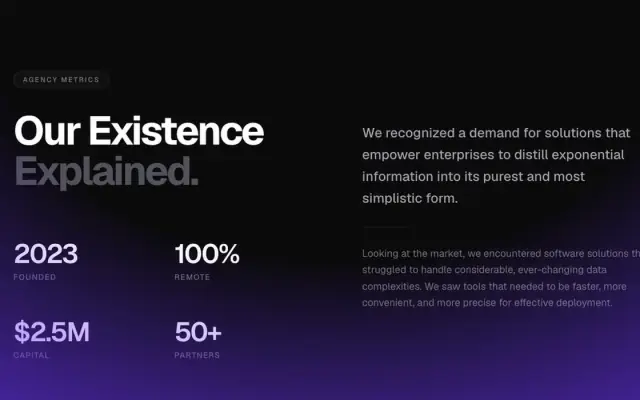 AGENCY METRICS
Our Existence
Explained.
2023
FOUNDED
100%
REMOTE
$2.5M
CAPITAL
50+
PARTNERS
We recognized a demand for solutions that
empower enterprises to distill exponential
information into its purest and most
simplistic form.
Looking at the market, we encountered software solutions
struggled to handle considerable, ever-changing data
complexities. We saw tools that needed to be faster, more
convenient, and more precise for effective deployment.